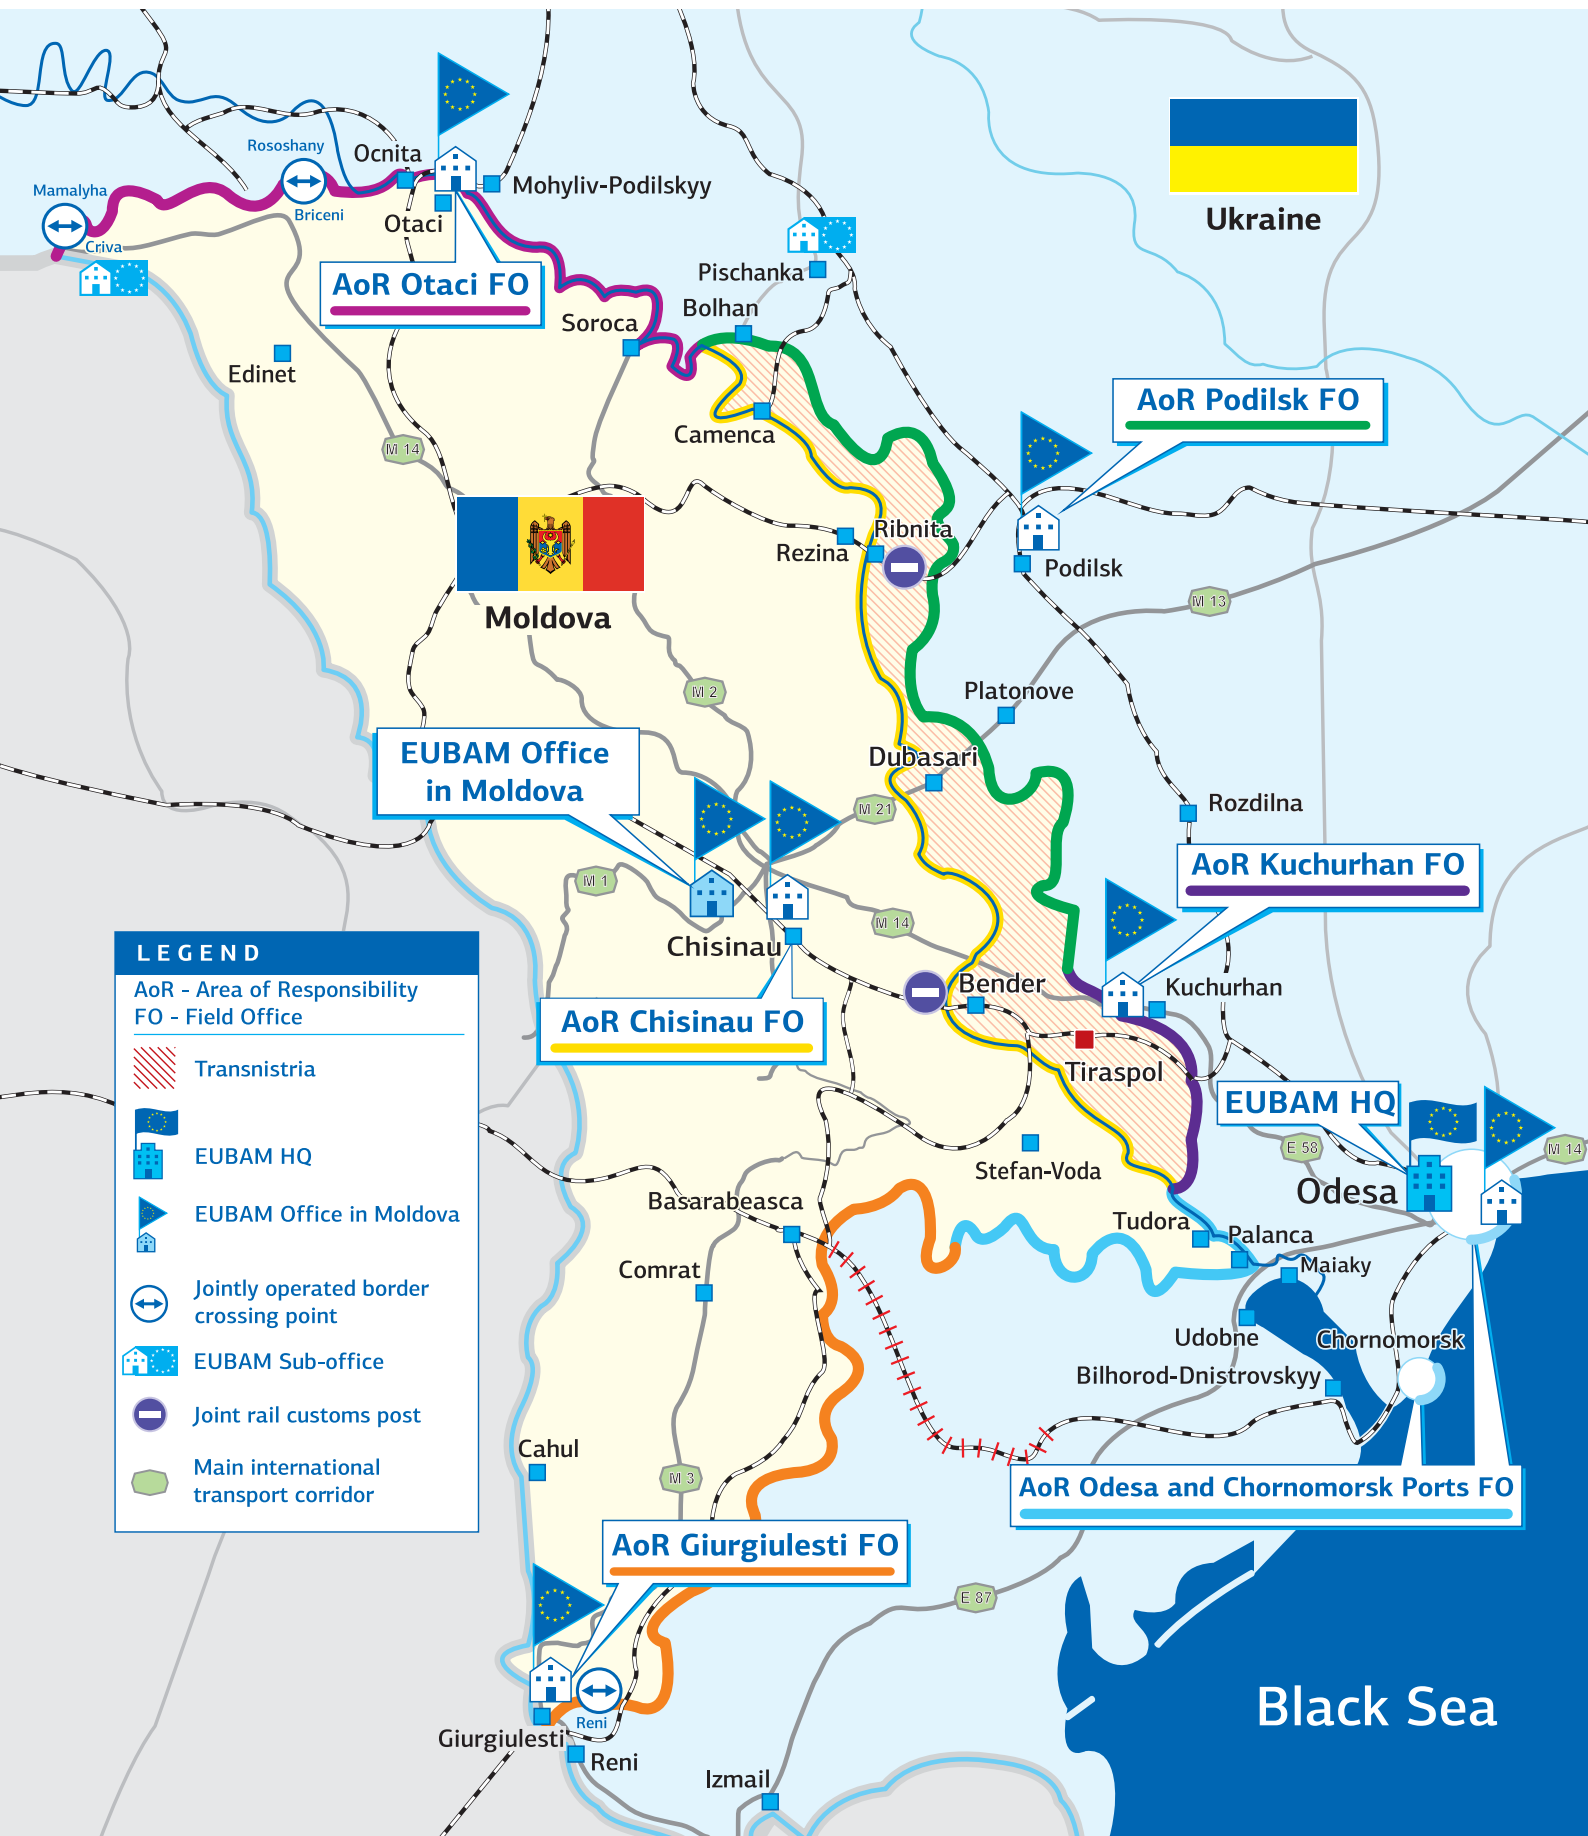 Rososhany
Ocnita
Mamalyha
Mohyliv-Podilskyy
Briceni
Otaci
Criva
Ukraine
AoR Otaci FO
Pischanka
Bolhan
Soroca
Edinet
AoR Podilsk FO
Camenca
M 14
Ribnita
Rezina
Podilsk
M 13
Moldova
M 2
Platonove
EUBAM Office
in Moldova
Dubasari
M 21
Rozdilna
AoR Kuchurhan FO
M 1
M 14
Chisinau
Bender
Kuchurhan
AoR Chisinau FO
Tiraspol
EUBAM HQ
E 58
M 14
Odesa
Stefan-Voda
Basarabeasca
Tudora
Palanca
Maiaky
Comrat
Udobne
Chornomorsk
Bilhorod-Dnistrovskyy
Cahul
M 3
AoR Odesa and Chornomorsk Ports FO
AoR Giurgiulesti FO
E 87
Black Sea
Reni
Giurgiulesti
Reni
Izmail
LEGEND
AoR - Area of Responsibility
FO - Field Office
Transnistria
EUBAM HQ
EUBAM Office in Moldova
Jointly operated border
crossing point
EUBAM Sub-office
Joint rail customs post
Main international
transport corridor